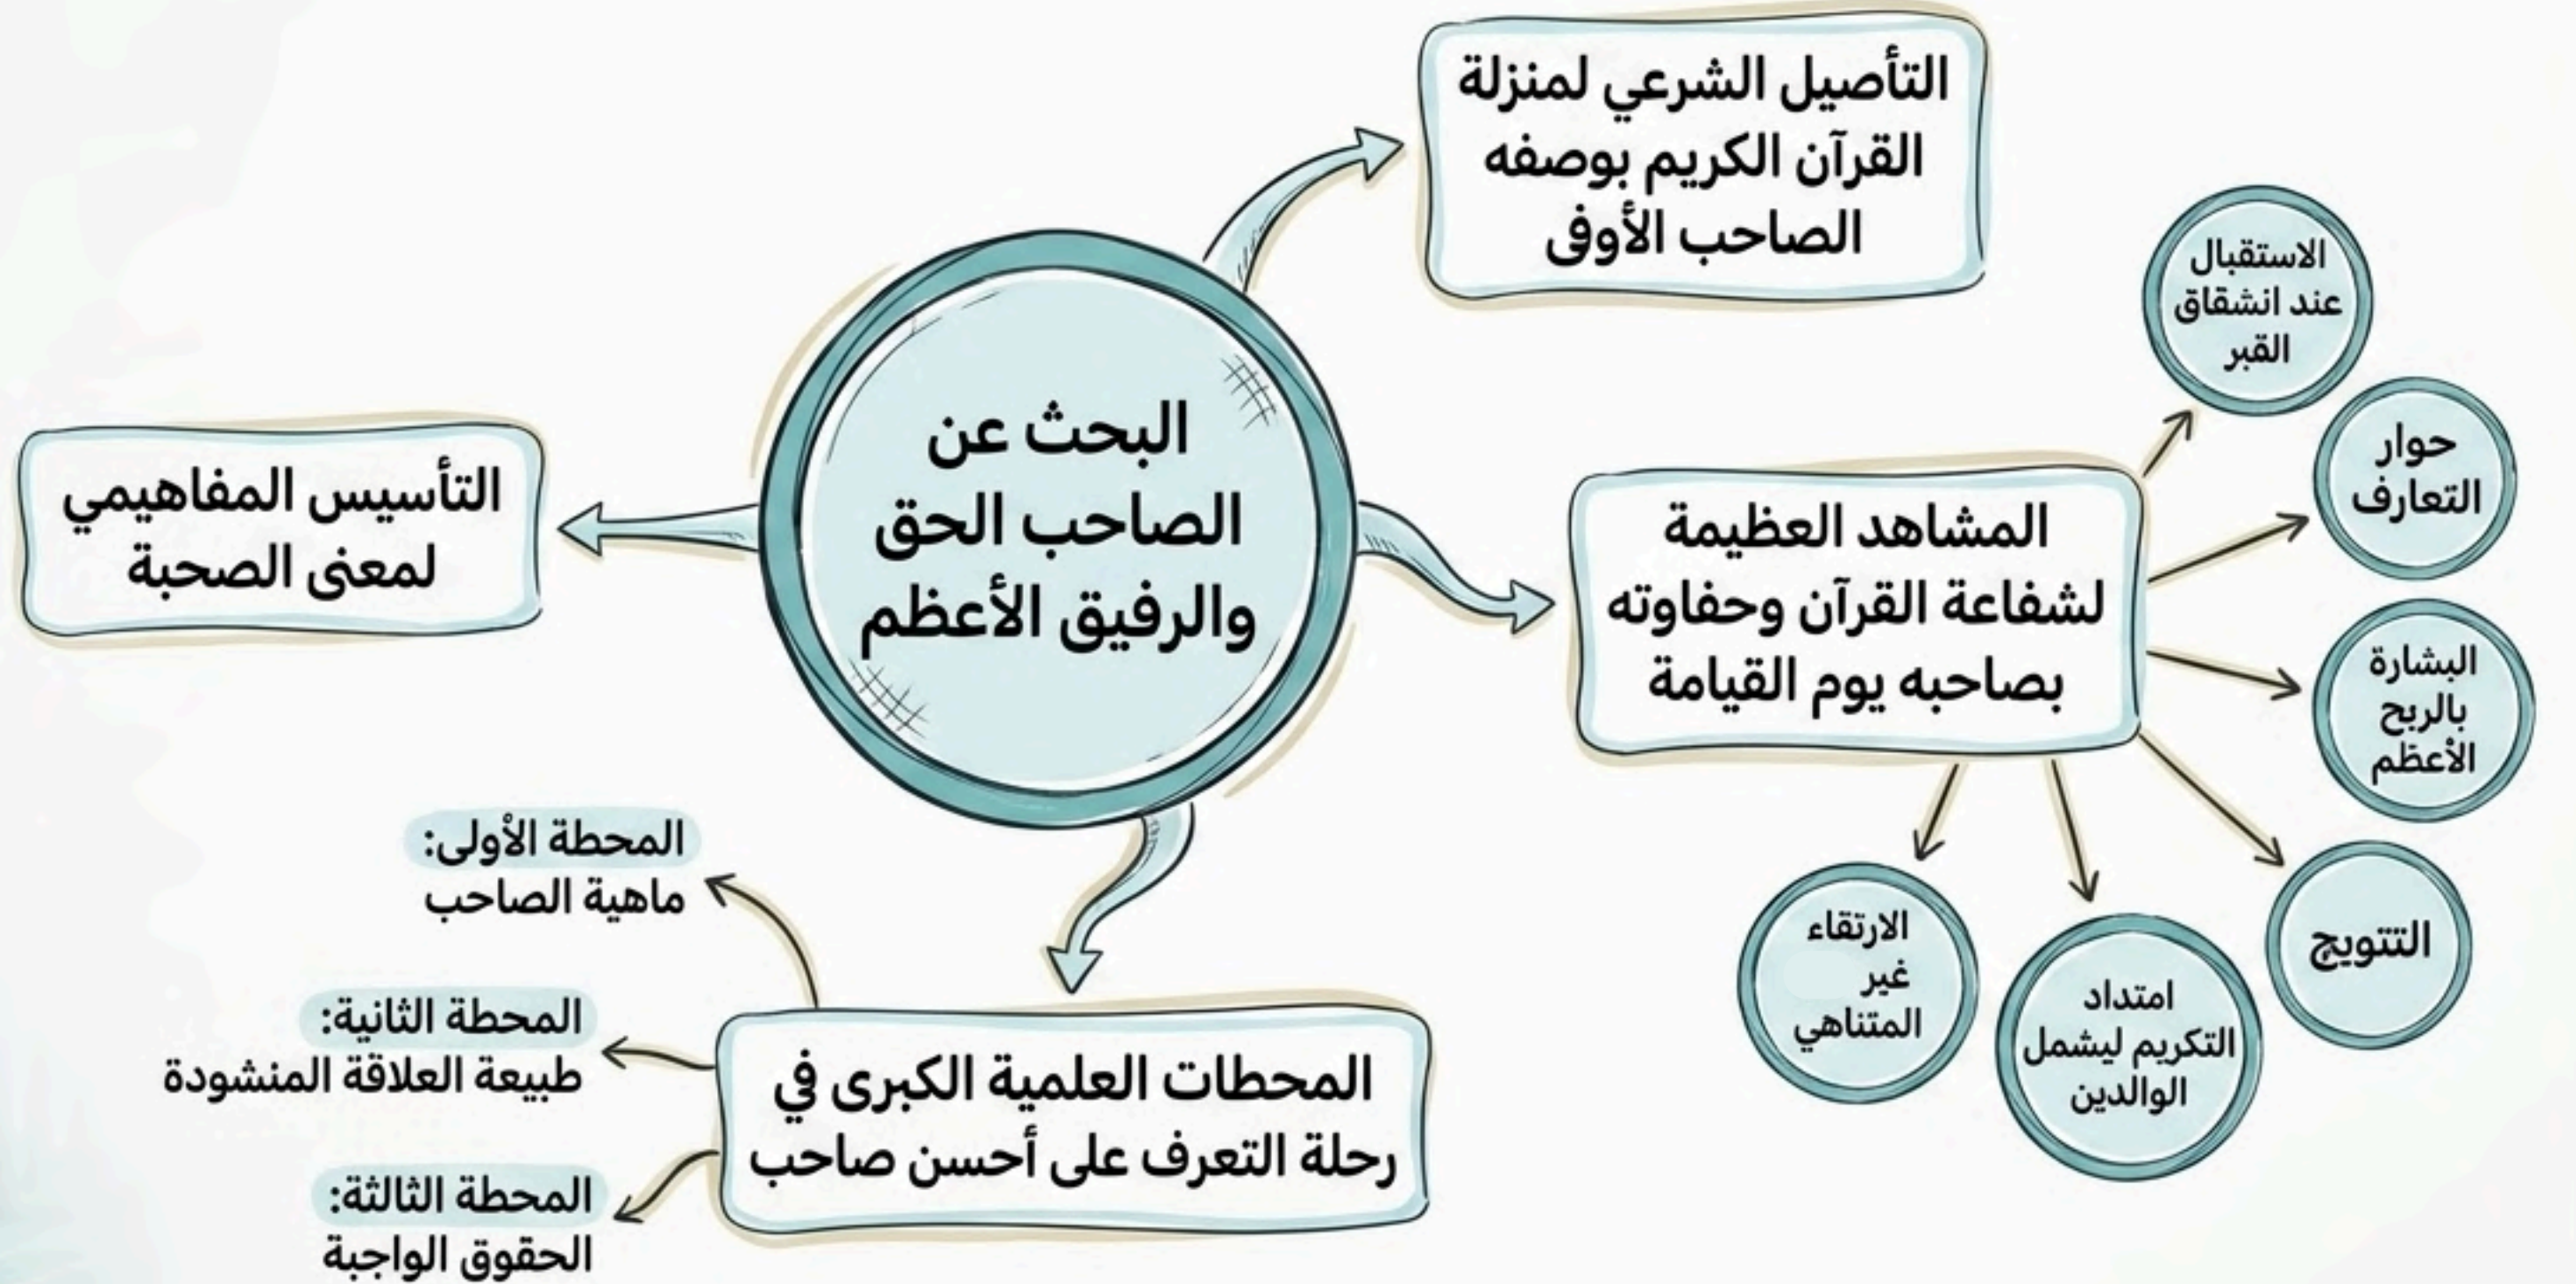 البحث عن
الصاحب الحق
والرفيق الأعظم
التأصيل الشرعي لمنزلة
القرآن الكريم بوصفه
الصاحب الأوفى
المشاهد العظيمة
لشفاعة القرآن وحفاوته
بصاحبه يوم القيامة
الاستقبال
عند انشقاق
القبر
حوار
التعارف
البشارة
بالربح
الأعظم
التتويج
امتداد
التكريم ليشمل
الوالدين
الارتقاء
غير
المتناهي
المحطات العلمية الكبرى في
رحلة التعرف على أحسن صاحب
المحطة الأولى:
ماهية الصاحب
المحطة الثانية:
طبيعة العلاقة المنشودة
المحطة الثالثة:
الحقوق الواجبة
التأسيس المفاهيمي
لمعنى الصحبة